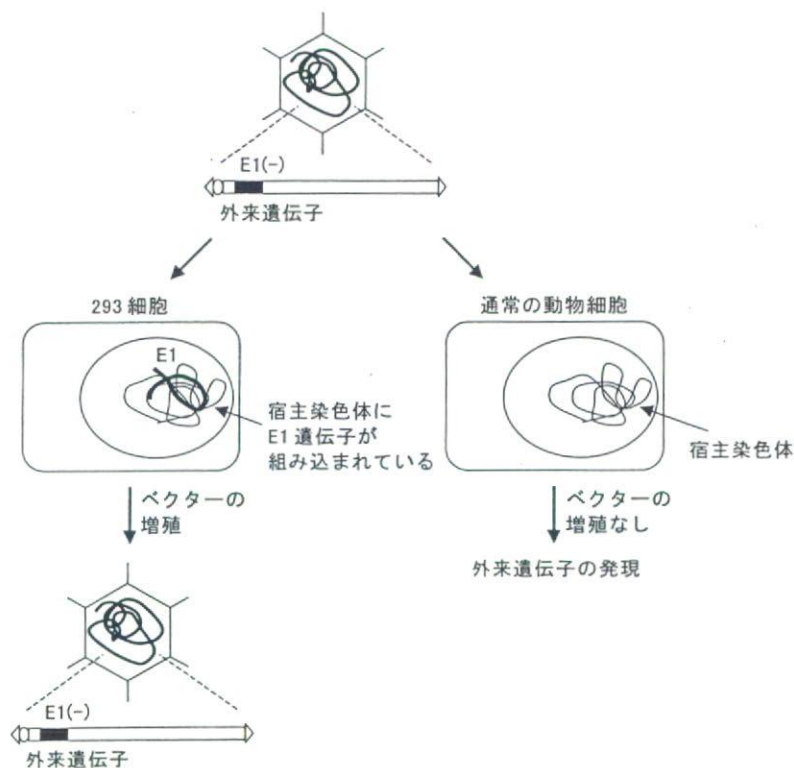 E1(-)
外来遺伝子
293 細胞
通常の動物細胞
E1
宿主染色体に
E1 遺伝子が
組み込まれている
宿主染色体
ベクターの
増殖
ベクターの
増殖なし
外来遺伝子の発現
E1(-)
外来遺伝子